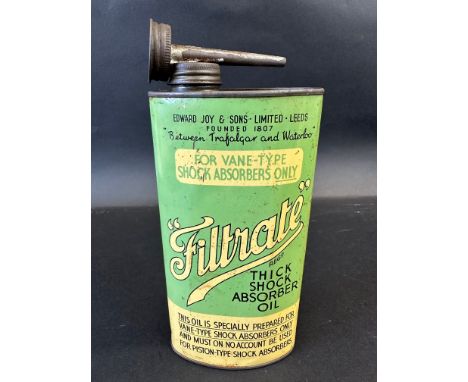 EDWARD JOY & SONS · LIMITED · LEEDS
FOUNDED 1807
"Between Trafalgar and Waterloo"
FOR VANE-TYPE
SHOCK ABSORBERS ONLY
"Filtrate"
REGD
THICK
SHOCK
ABSORBER
OIL
THIS OIL IS SPECIALLY PREPARED FOR
VANE-TYPE SHOCK ABSORBERS ONLY
AND MUST ON NO ACCOUNT BE USED
FOR PISTON-TYPE SHOCK ABSORBERS